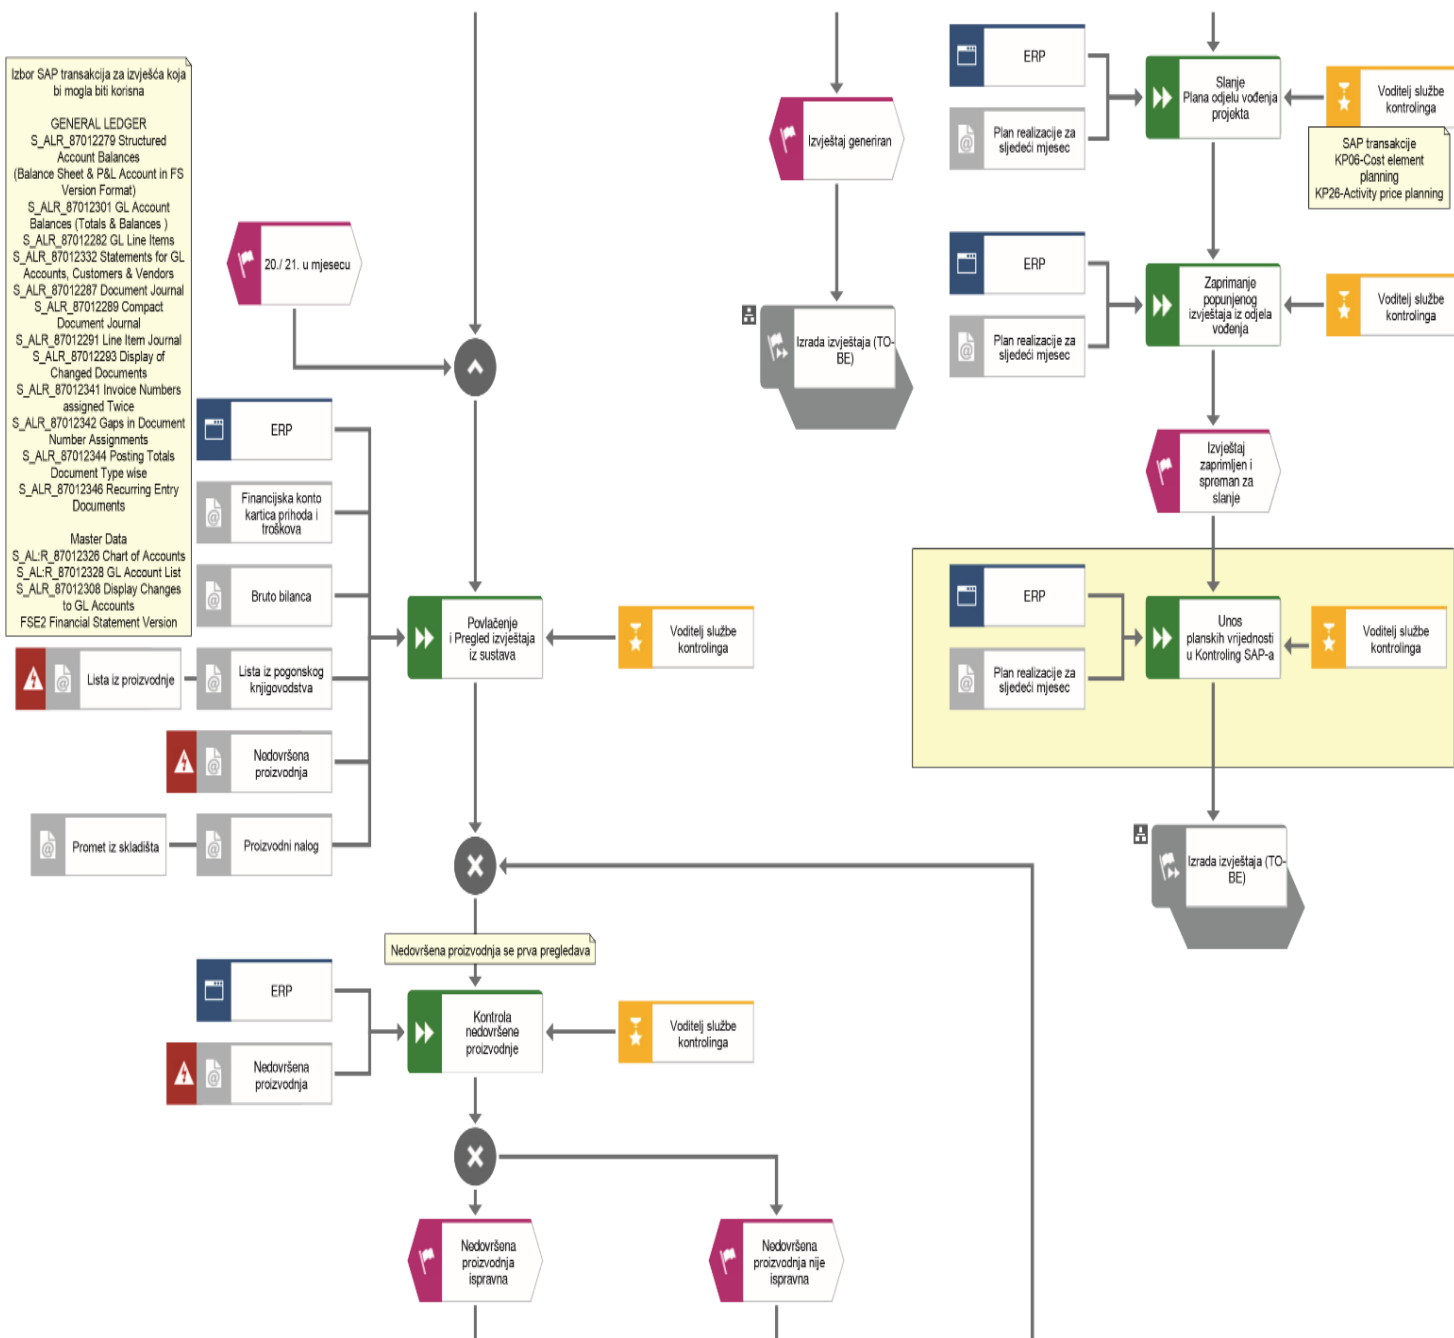 Izbor SAP transakcija za izvješća koja
bi mogla biti korisna
GENERAL LEDGER
S_ALR_87012279 Structured
Account Balances
(Balance Sheet & P&L Account in FS
Version Format)
S_ALR_87012301 GL Account
Balances (Totals & Balances )
S_ALR_87012282 GL Line Items
S_ALR_87012332 Statements for GL
Accounts, Customers & Vendors
S_ALR_87012287 Document Journal
S_ALR_87012289 Compact
Document Journal
S_ALR_87012291 Line Item Journal
S_ALR_87012293 Display of
Changed Documents
S_ALR_87012341 Invoice Numbers
assigned Twice
S_ALR_87012342 Gaps in Document
Number Assignments
S_ALR_87012344 Posting Totals
Document Type wise
S_ALR_87012346 Recurring Entry
Documents
Master Data
S_AL:R_87012326 Chart of Accounts
S_AL:R_87012328 GL Account List
S_ALR_87012308 Display Changes
to GL Accounts
FSE2 Financial Statement Version
20./ 21. u mjesecu
ERP
Financijska konto
kartica prihoda i
troškova
Bruto bilanca
Lista iz proizvodnje
Lista iz pogonskog
knjigovodstva
Nedovršena
proizvodnja
Promet iz skladišta
Proizvodni nalog
Povlačenje
i Pregled izvještaja
iz sustava
Voditelj službe
kontrolinga
Nedovršena proizvodnja se prva pregledava
ERP
Nedovršena
proizvodnja
Kontrola
nedovršene
proizvodnje
Voditelj službe
kontrolinga
Nedovršena
proizvodnja
ispravna
Nedovršena
proizvodnja nije
ispravna
Izvještaj generiran
Izrada izvještaja (TO-
BE)
ERP
Plan realizacije za
sljedeći mjesec
Slanje
Plana odjelu vođenja
projekta
Voditelj službe
kontrolinga
SAP transakcije
KP06-Cost element
planning
KP26-Activity price planning
ERP
Plan realizacije za
sljedeći mjesec
Zaprimanje
popunjenog
izvještaja iz odjela
vođenja
Voditelj službe
kontrolinga
Izvještaj
zaprimljen i
spreman za
slanje
ERP
Plan realizacije za
sljedeći mjesec
Unos
planskih vrijednosti
u Kontroling SAP-a
Voditelj službe
kontrolinga
Izrada izvještaja (TO-
BE)